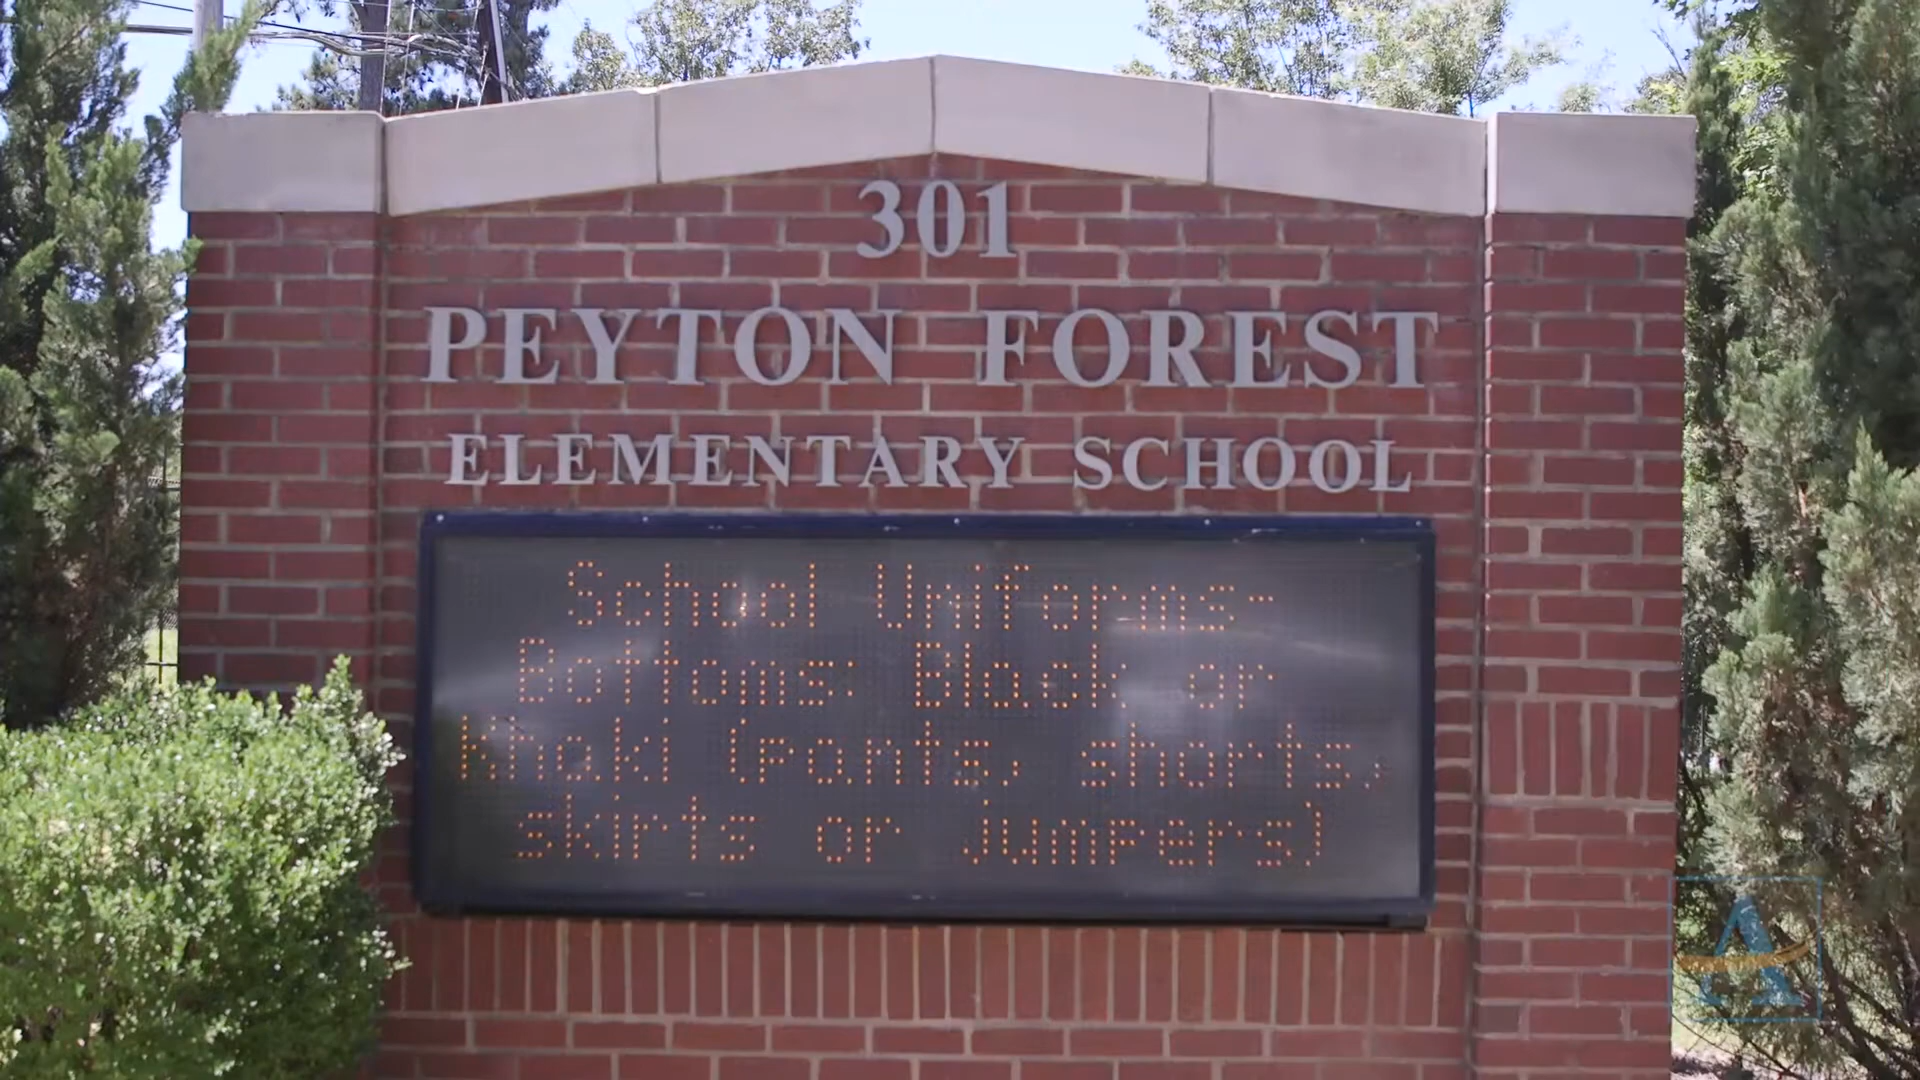 301
PEYTON FOREST
ELEMENTARY SCHOOL
School Uniforms-
Bottoms: Black or
Khaki (pants, shorts,
skirts or jumpers)
A